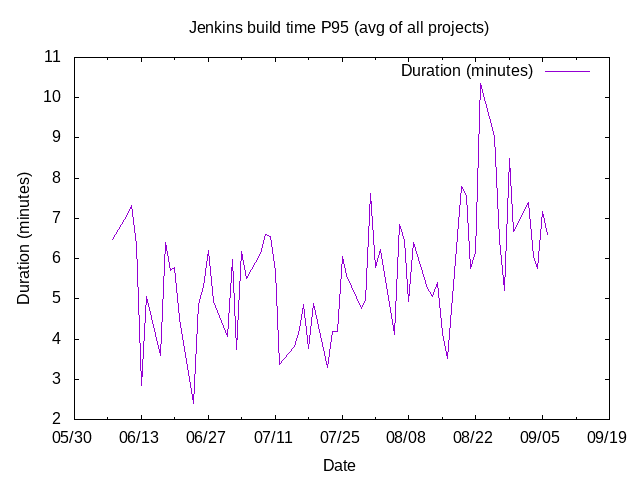 Jenkins build time P95 (avg of all projects)
Duration (minutes)
11
10
9
8
7
6
5
4
3
2
Duration (minutes)
05/30 06/13 06/27 07/11 07/25 08/08 08/22 09/05 09/19
Date